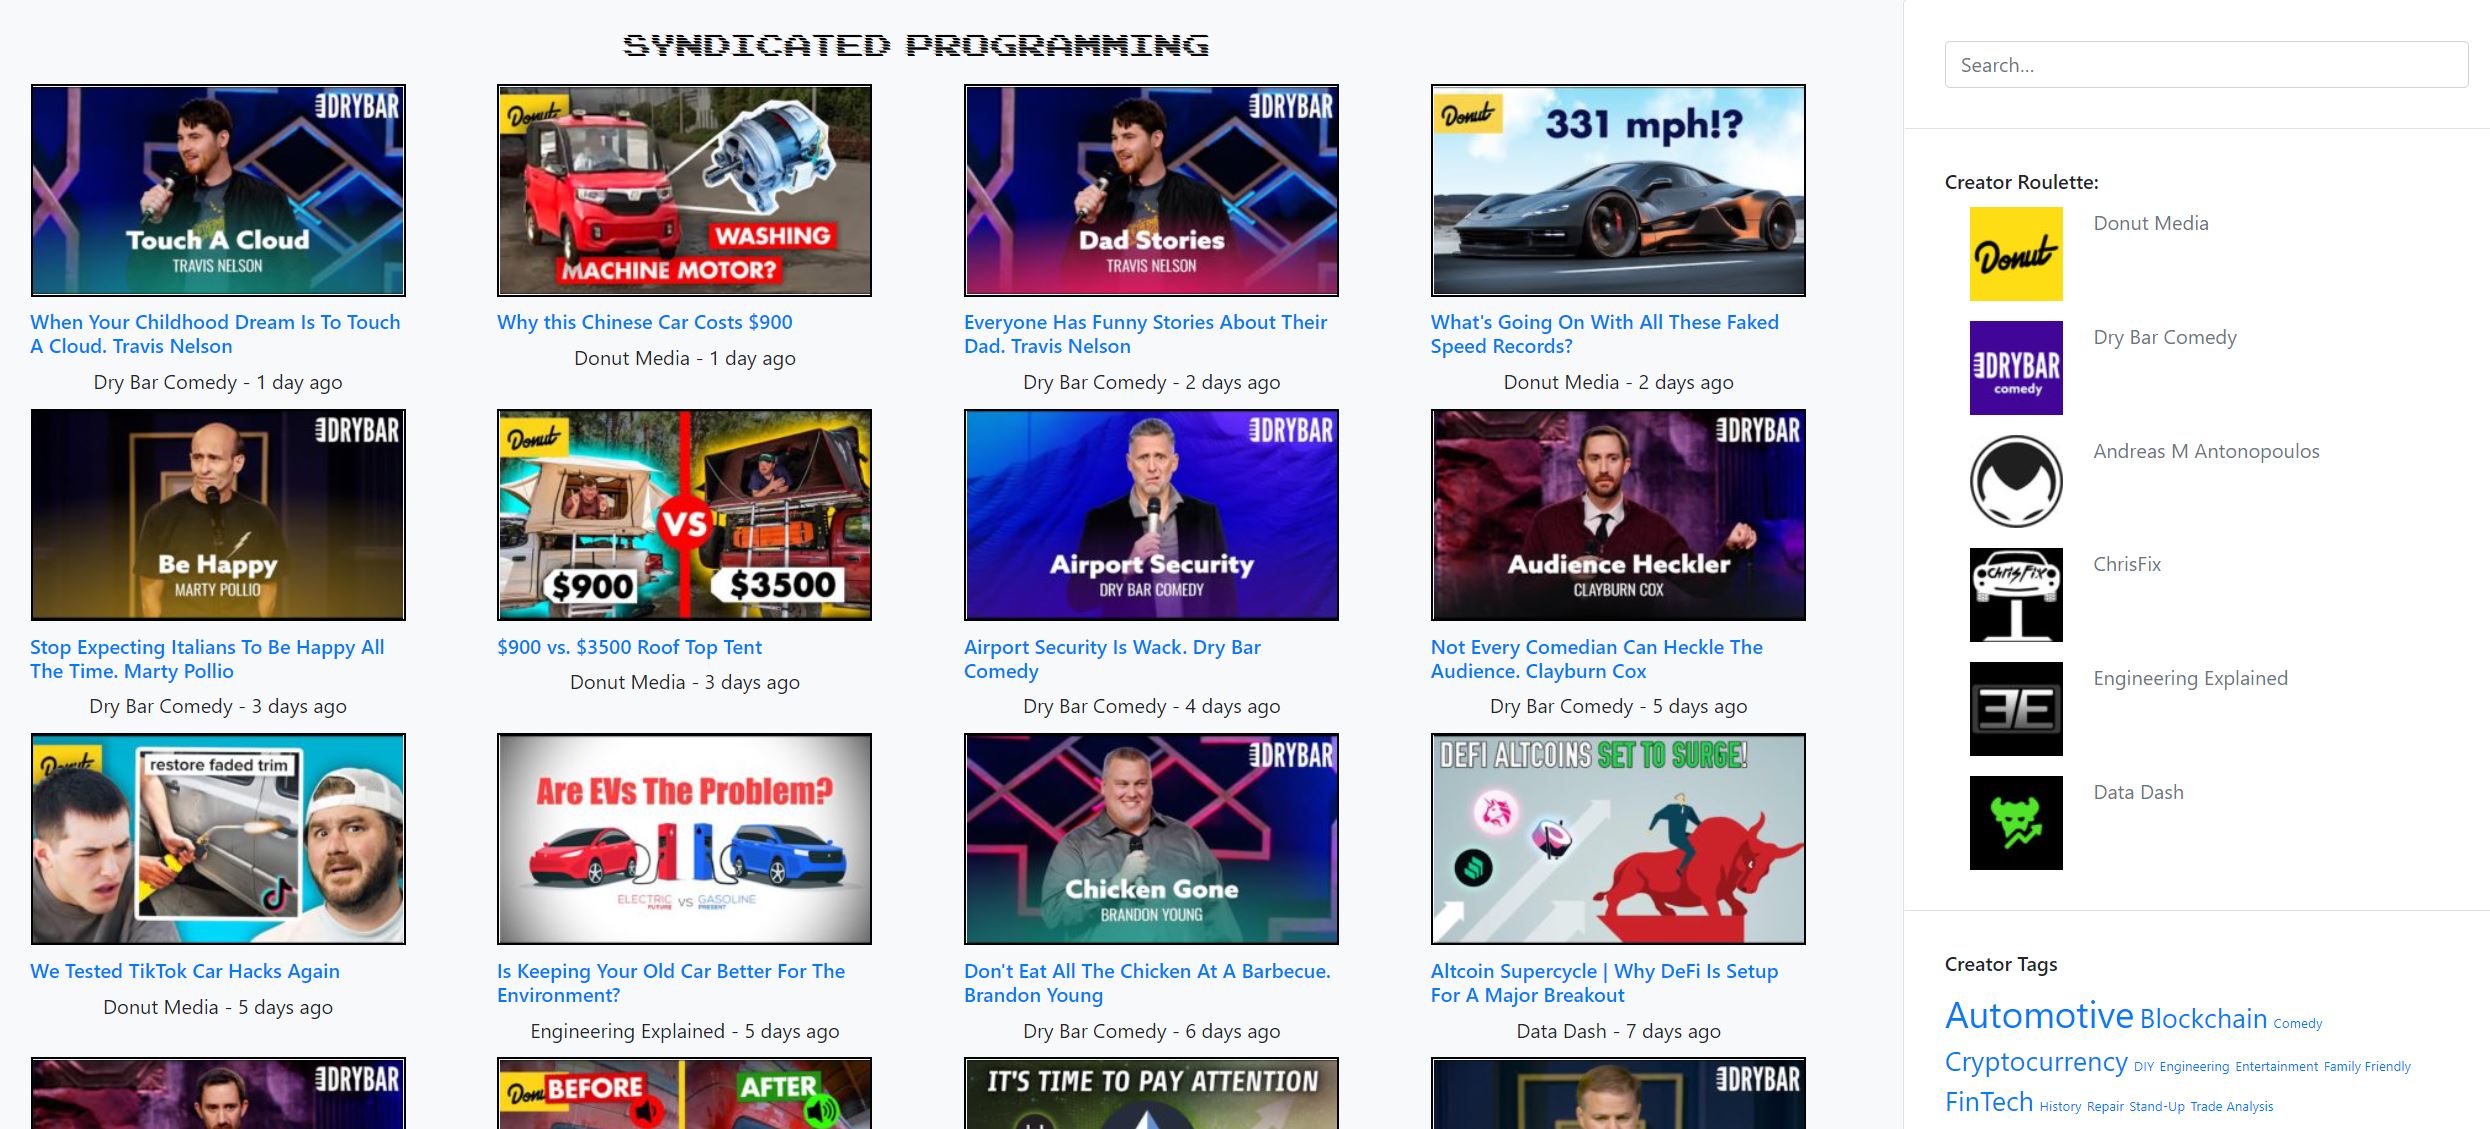 SYNDICATED PROGRAMMING
DRYBAR
Touch A Cloud
TRAVIS NELSON
When Your Childhood Dream Is To Touch
A Cloud. Travis Nelson
Dry Bar Comedy - 1 day ago
Donut
WASHING
MACHINE MOTOR?
Why this Chinese Car Costs $900
Donut Media - 1 day ago
DRYBAR
Dad Stories
TRAVIS NELSON
Everyone Has Funny Stories About Their
Dad. Travis Nelson
Dry Bar Comedy - 2 days ago
Donut
331 mph!?
What's Going On With All These Faked
Speed Records?
Donut Media - 2 days ago
DRYBAR
Be Happy
MARTY POLLIO
Stop Expecting Italians To Be Happy All
The Time. Marty Pollio
Dry Bar Comedy - 3 days ago
Donut
VS
$900
$3500
$900 vs. $3500 Roof Top Tent
Donut Media - 3 days ago
DRYBAR
Airport Security
DRY BAR COMEDY
Airport Security Is Wack. Dry Bar
Comedy
Dry Bar Comedy - 4 days ago
DRYBAR
Audience Heckler
CLAYBURN COX
Not Every Comedian Can Heckle The
Audience. Clayburn Cox
Dry Bar Comedy - 5 days ago
Donut
restore faded trim
We Tested TikTok Car Hacks Again
Donut Media - 5 days ago
Are EVs The Problem?
ELECTRIC VS GASOLINE
FUTURE PRESENT
Is Keeping Your Old Car Better For The
Environment?
Engineering Explained - 5 days ago
DRYBAR
Chicken Gone
BRANDON YOUNG
Don't Eat All The Chicken At A Barbecue.
Brandon Young
Dry Bar Comedy - 6 days ago
DEFI ALTCOINS SET TO SURGE!
Altcoin Supercycle | Why DeFi Is Setup
For A Major Breakout
Data Dash - 7 days ago
DRYBAR
Donut
BEFORE
AFTER
IT'S TIME TO PAY ATTENTION
DRYBAR
Search...
Creator Roulette:
Donut
Donut Media
DRYBAR
comedy
Dry Bar Comedy
Andreas M Antonopoulos
CHRISFIX
ChrisFix
EE
Engineering Explained
Data Dash
Creator Tags
Automotive Blockchain Comedy
Cryptocurrency DIY Engineering Entertainment Family Friendly
FinTech History Repair Stand-Up Trade Analysis